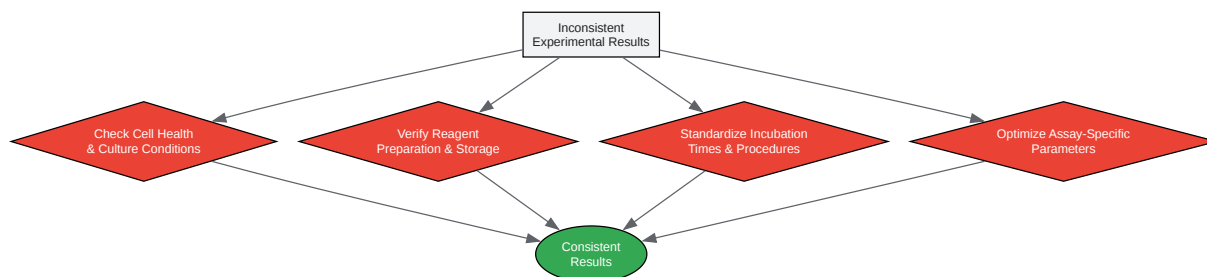 Inconsistent
Experimental Results
Check Cell Health
& Culture Conditions
Verify Reagent
Preparation & Storage
Standardize Incubation
Times & Procedures
Optimize Assay-Specific
Parameters
Consistent
Results